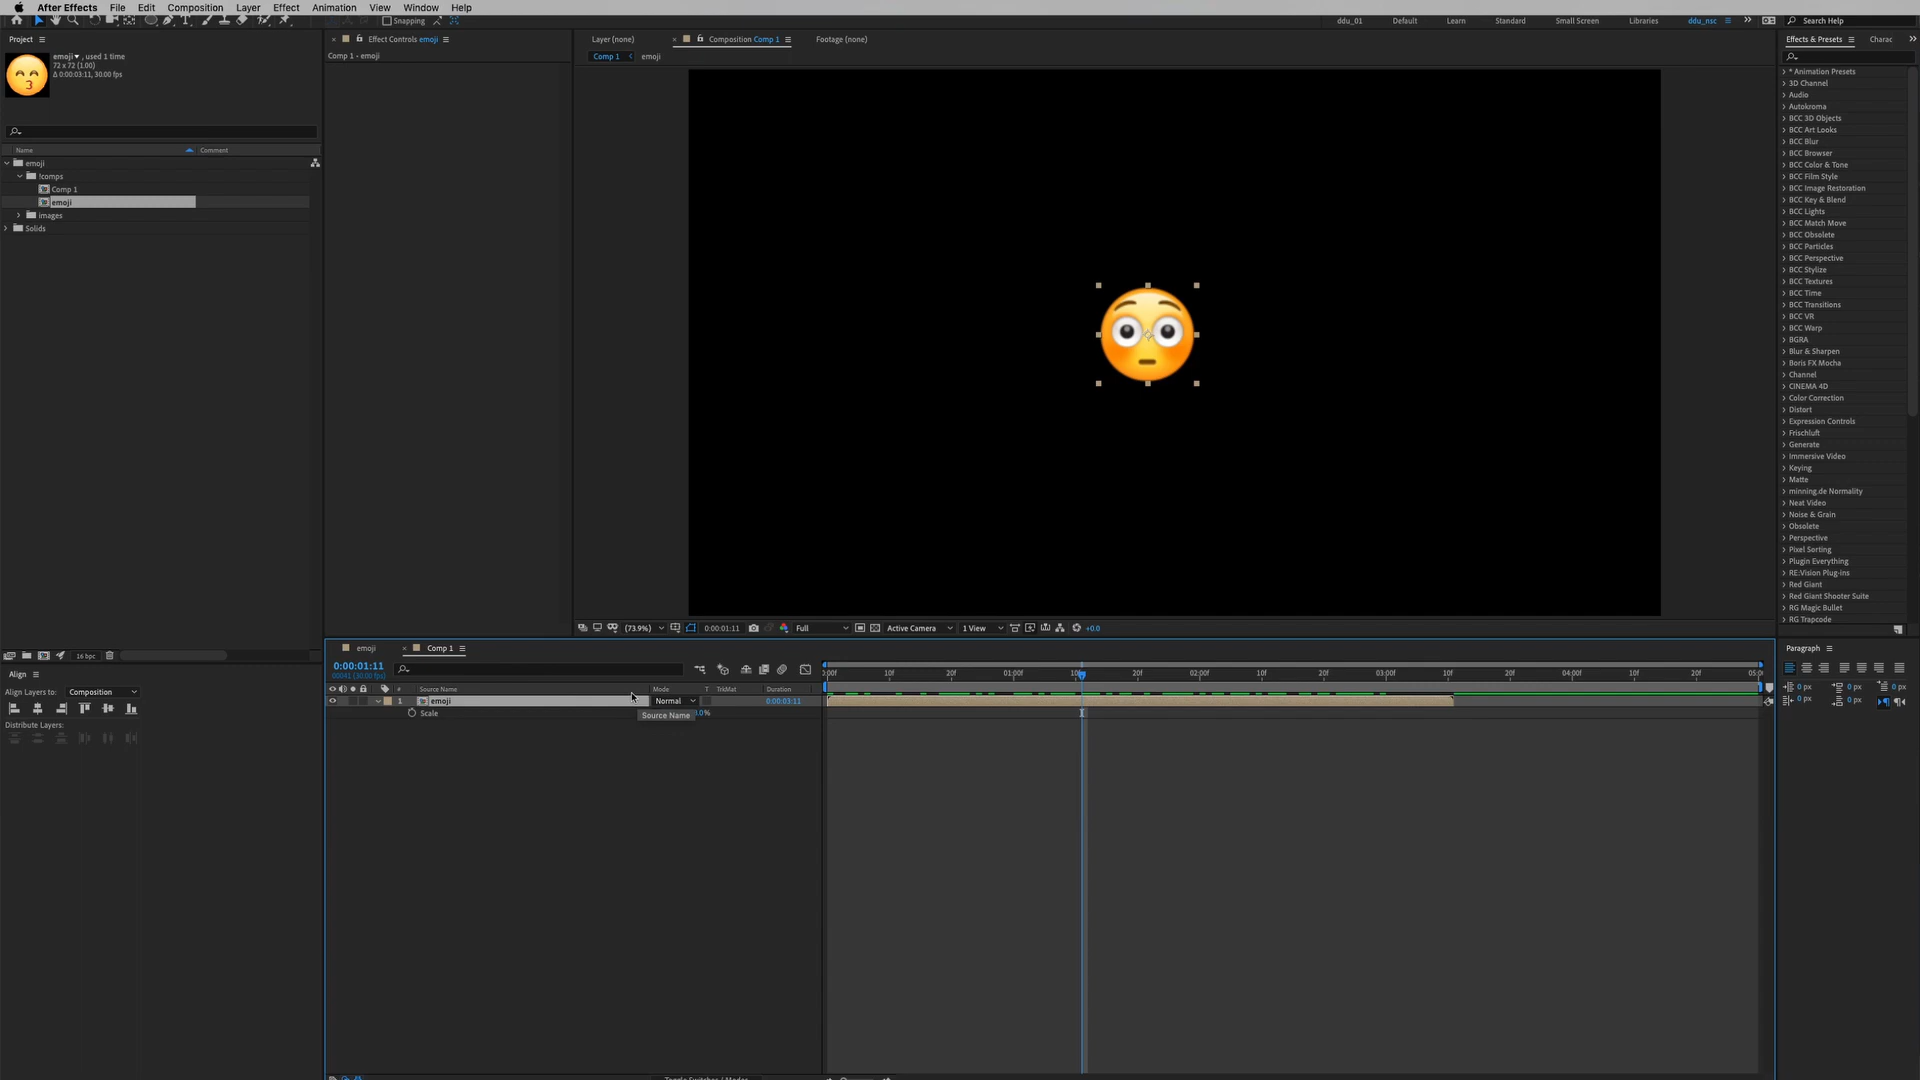 After Effects File Edit Composition Layer Effect Animation View Window Help
Snapping
ddu_01 Default Learn Standard Small Screen Libraries ddu_nsc Search Help
Project
emoji▾, used 1 time
72 x 72 (1.00)
Δ 0:00:03:11, 30.00 fps
Name Comment
emoji
!comps
Comp 1
emoji
images
Solids
16 bpc
Effect Controls emoji
Comp 1 • emoji
Layer (none) Composition Comp 1 Footage (none)
Comp 1 emoji
(73.9%) 0:00:01:11 Full Active Camera 1 View +0.0
Effects & Presets Charac
* Animation Presets
3D Channel
Audio
Autokroma
BCC 3D Objects
BCC Art Looks
BCC Blur
BCC Browser
BCC Color & Tone
BCC Film Style
BCC Image Restoration
BCC Key & Blend
BCC Lights
BCC Match Move
BCC Obsolete
BCC Particles
BCC Perspective
BCC Stylize
BCC Textures
BCC Time
BCC Transitions
BCC VR
BCC Warp
BGRA
Blur & Sharpen
Boris FX Mocha
Channel
CINEMA 4D
Color Correction
Distort
Expression Controls
Frischluft
Generate
Immersive Video
Keying
Matte
minning.de Normality
Neat Video
Noise & Grain
Obsolete
Perspective
Pixel Sorting
Plugin Everything
RE:Vision Plug-ins
Red Giant
Red Giant Shooter Suite
RG Magic Bullet
RG Trapcode
Align
Align Layers to: Composition
Distribute Layers:
emoji Comp 1
0:00:01:11
00041 (30.00 fps)
# Source Name Mode T TrkMat Duration
1 emoji Normal 0:00:03:11
Scale
Source Name
10f 20f 01:00f 20f 02:00f 10f 20f 03:00f 10f 20f 04:00f 10f 20f
Paragraph
0 px 0 px 0 px
0 px 0 px